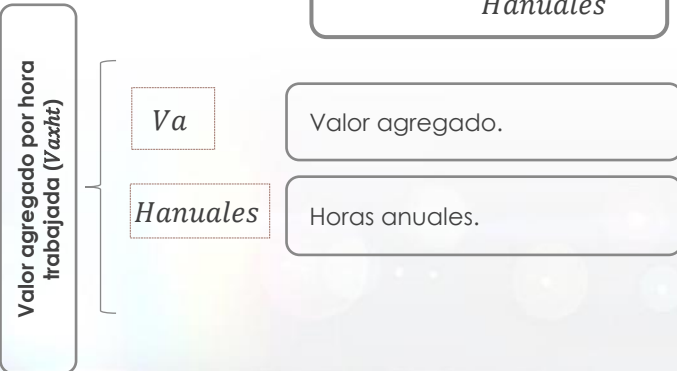 Hanuales
Valor agregado por hora
trabajada (Vaxht)
Va
Valor agregado.
Hanuales
Horas anuales.